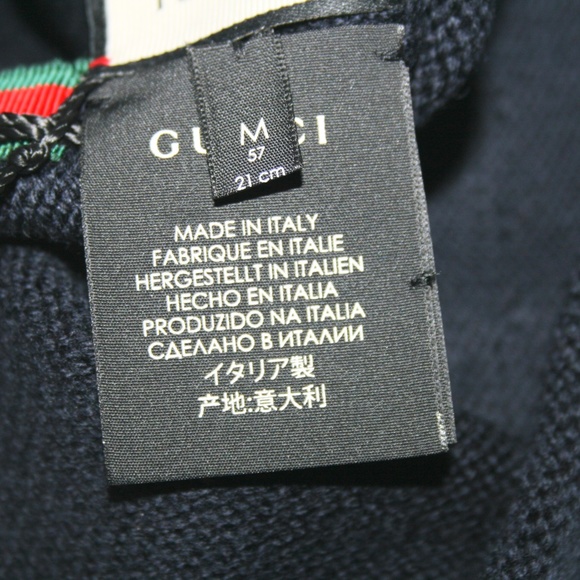 GUCCI
M
57
21 cm
MADE IN ITALY
FABRIQUE EN ITALIE
HERGESTELLT IN ITALIEN
HECHO EN ITALIA
PRODUZIDO NA ITALIA
СДЕЛАНО В ИТАЛИИ
イタリア製
产地:意大利